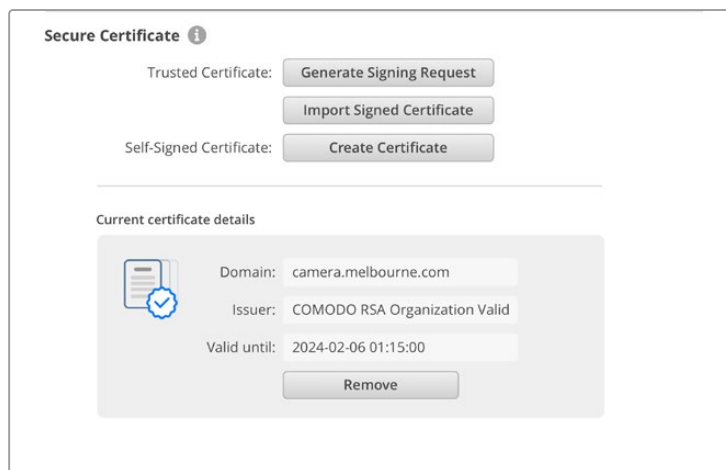 Secure Certificate
Trusted Certificate: Generate Signing Request
Import Signed Certificate
Self-Signed Certificate: Create Certificate
Current certificate details
Domain: camera.melbourne.com
Issuer: COMODO RSA Organization Valid
Valid until: 2024-02-06 01:15:00
Remove